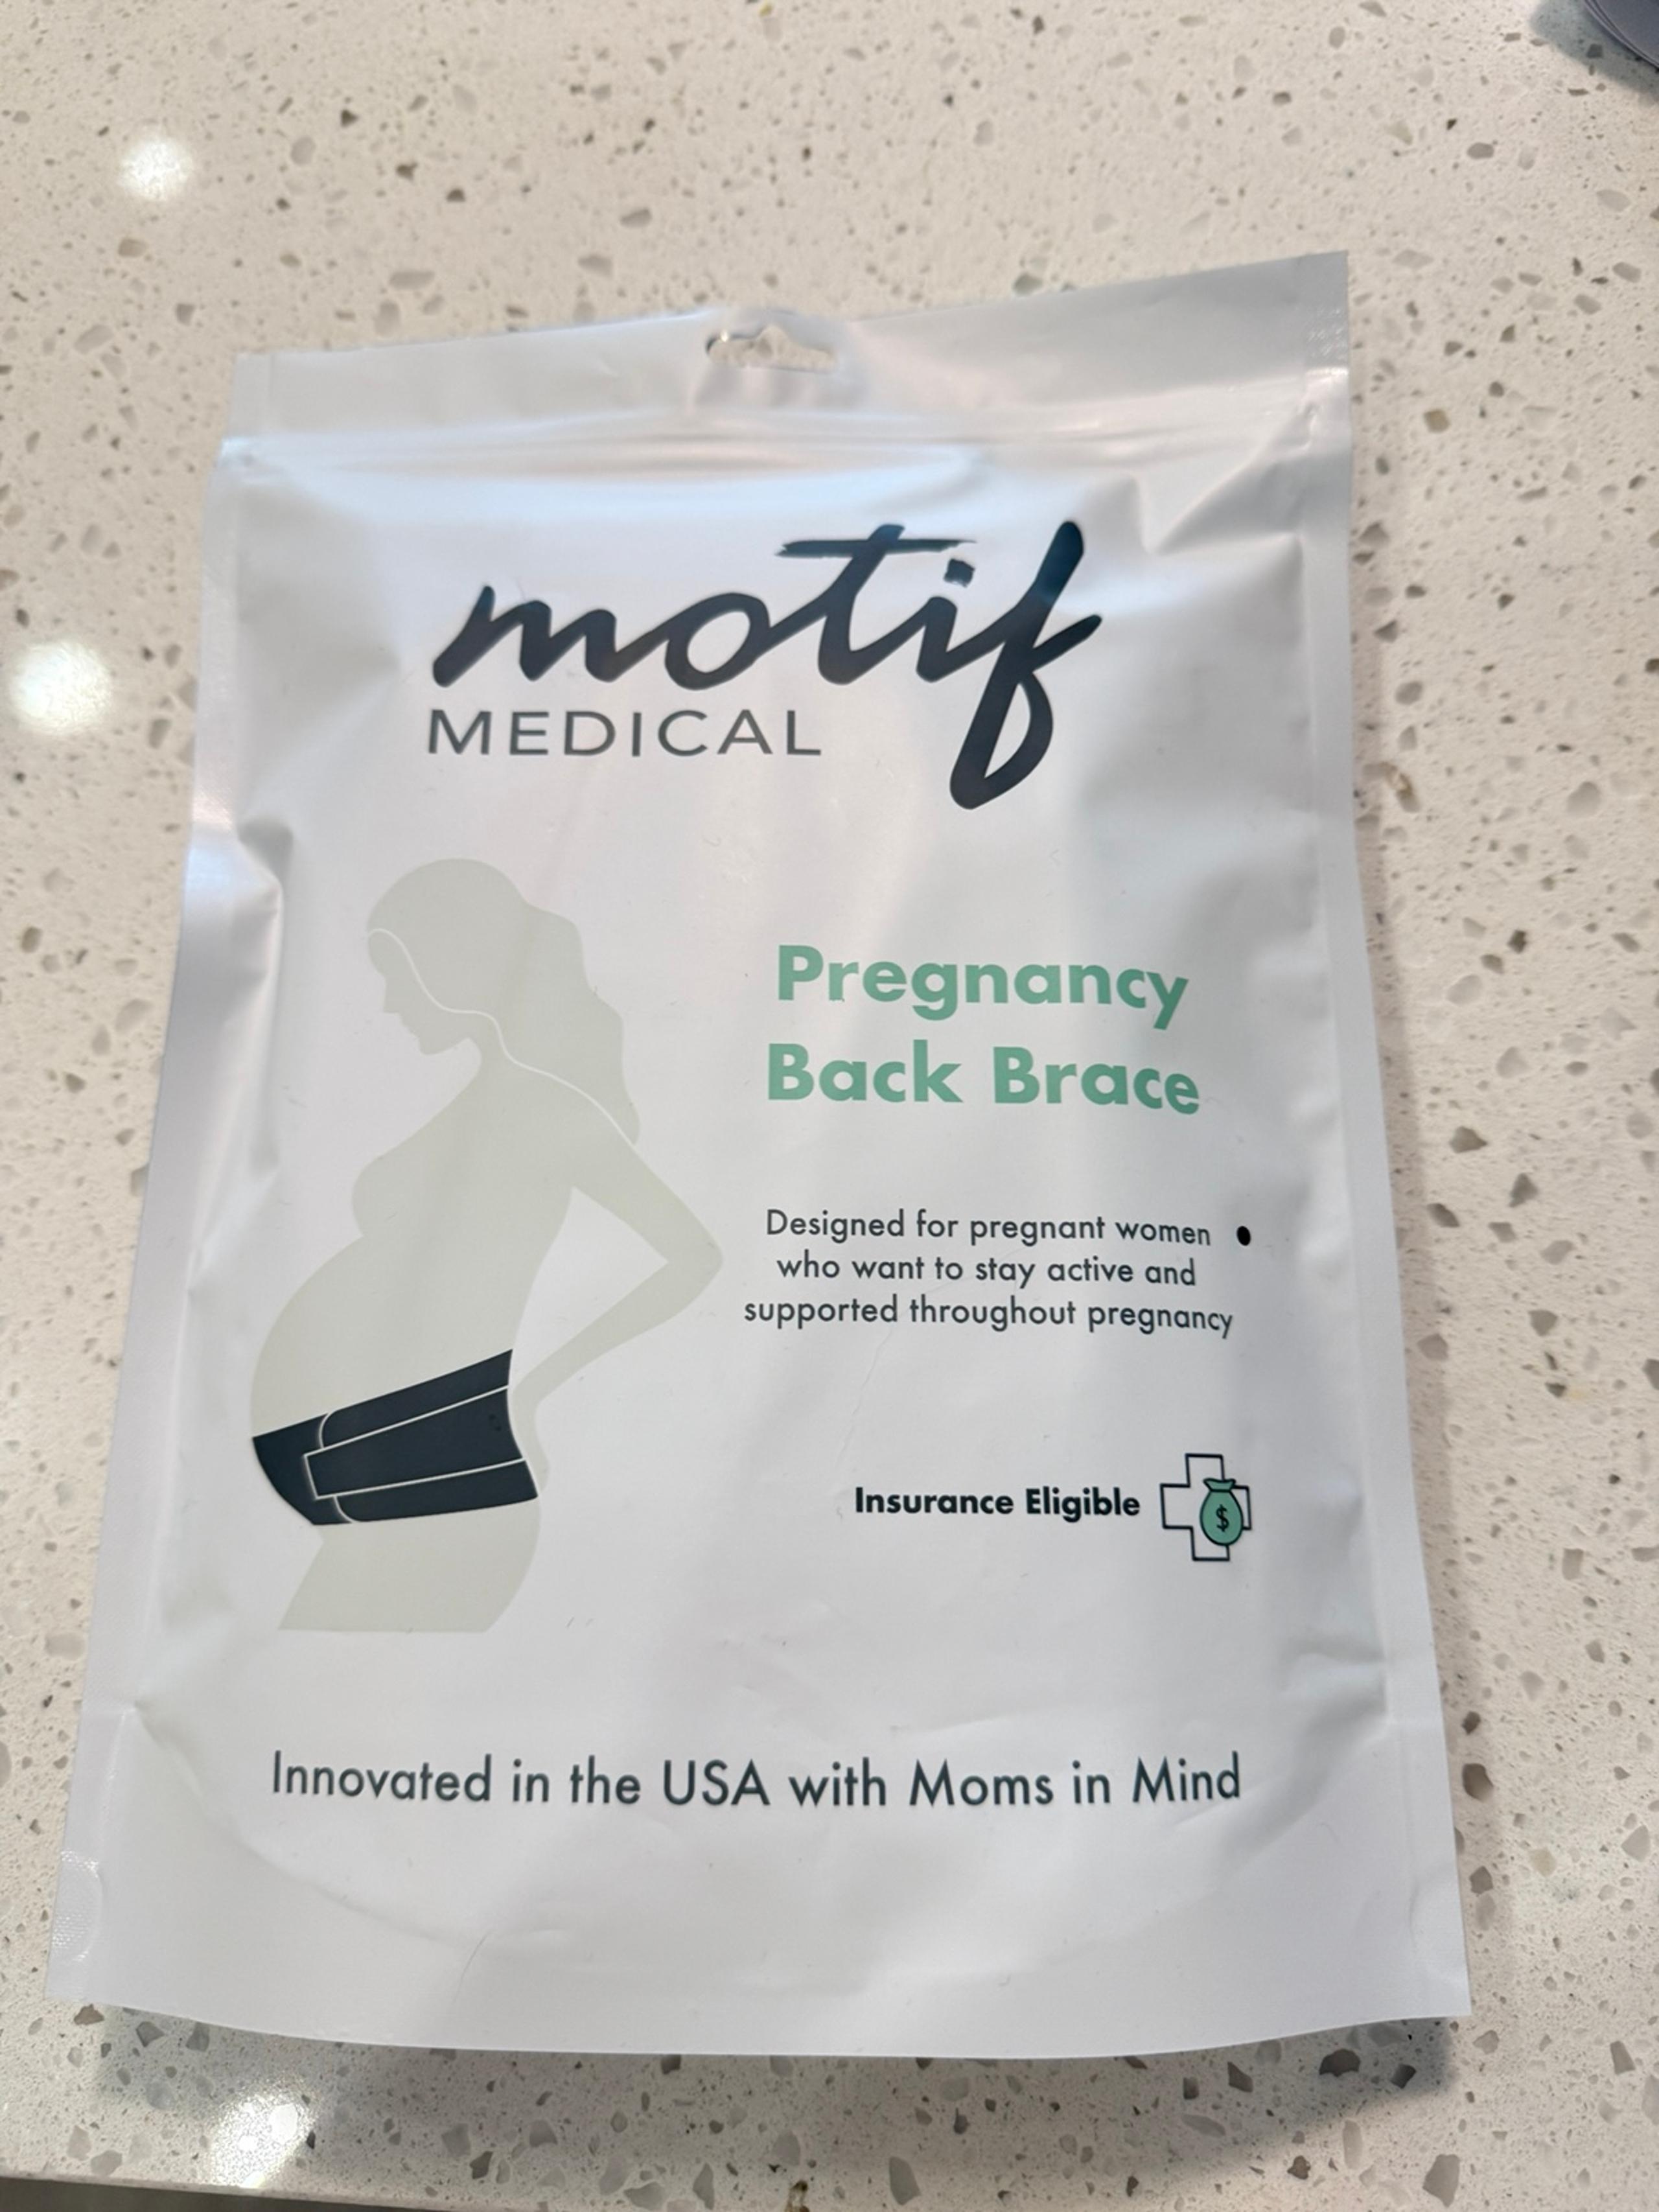 motif
MEDICAL
Pregnancy
Back Brace
Designed for pregnant women
who want to stay active and
supported throughout pregnancy
Insurance Eligible
$
Innovated in the USA with Moms in Mind